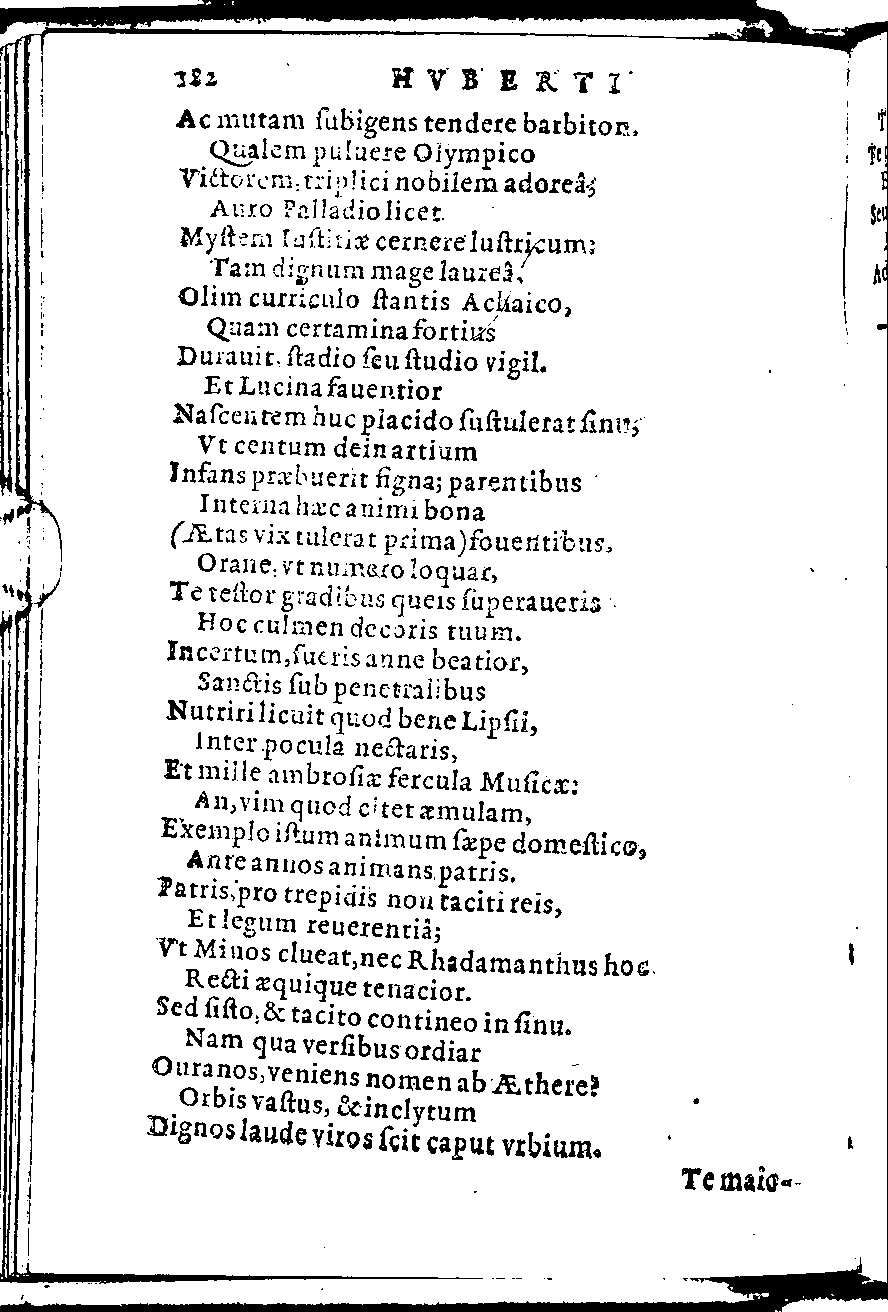 382 HVBERTI
Ac mutam ſubigens tendere barbiton.
Qualem puluere Olympico
Victorem, triplici nobilem adoreâ;
Auro Palladio licet.
Myſtem Iuſtitiæ cernere luſtricum:
Tam dignum mage laureâ,
Olim curriculo ſtantis Achaico,
Quam certamina fortius
Durauit, ſtadio ſeu ſtudio vigil.
Et Lucina fauentior
Naſcentem huc placido ſuſtulerat ſinu;
Vt centum dein artium
Infans præbuerit ſigna; parentibus
Interna hæc animi bona
(Ætas vix tulerat prima) fouentibus,
Orane, vt numero loquar,
Te teſtor gradibus queis ſuperaueris
Hoc culmen decoris tuum.
Incertum, fueris anne beatior,
Sanctis ſub penetralibus
Nutriri licuit quod bene Lipſii,
Inter pocula nectaris,
Et mille ambroſiæ fercula Muſicæ:
An, vim quod citet æmulam,
Exemplo iſtum animum ſæpe domeſtico,
Ante annos animans patris.
Patris, pro trepidis non taciti reis,
Et legum reuerentiâ;
Vt Minos clueat, nec Rhadamanthus hoc
Recti æquique tenacior.
Sed ſiſto, & tacito contineo in ſinu.
Nam qua verſibus ordiar
Ouranos, veniens nomen ab Æthere?
Orbis vaſtus, & inclytum
Dignos laude viros ſcit caput vrbium.
Te maio-